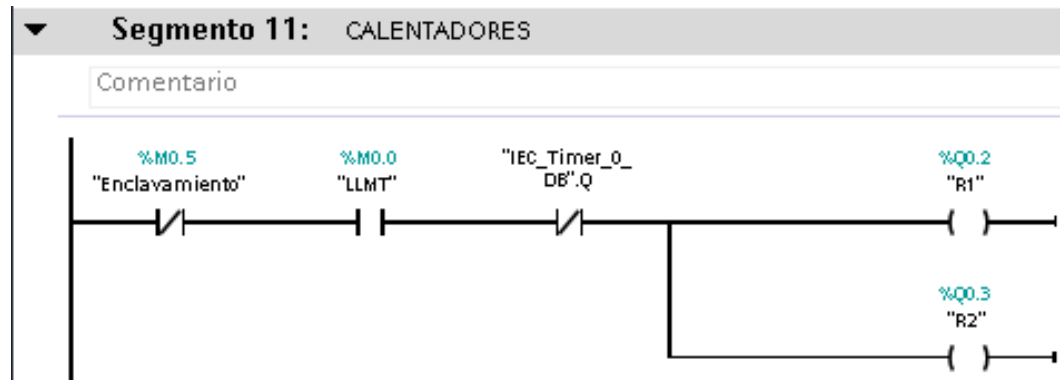 Segmento 11: CALENTADORES
Comentario
%M0.5 %M0.0 "IEC_Timer_0_ %Q0.2
"Enclavamiento" "LLMT" DB".Q "R1"
%Q0.3
"R2"